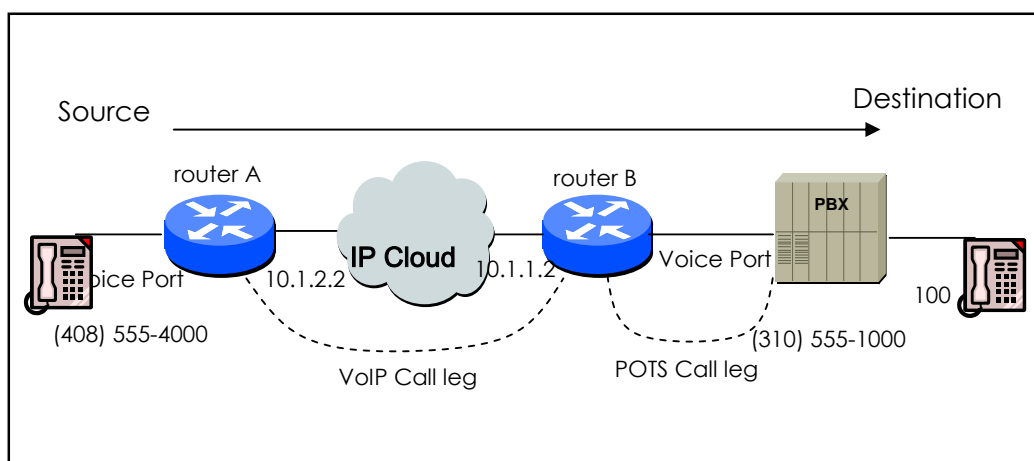 Source
Destination
router A
router B
PBX
IP Cloud
oice Port
10.1.2.2
10.1.1.2
Voice Port
100
(408) 555-4000
(310) 555-1000
VoIP Call leg
POTS Call leg